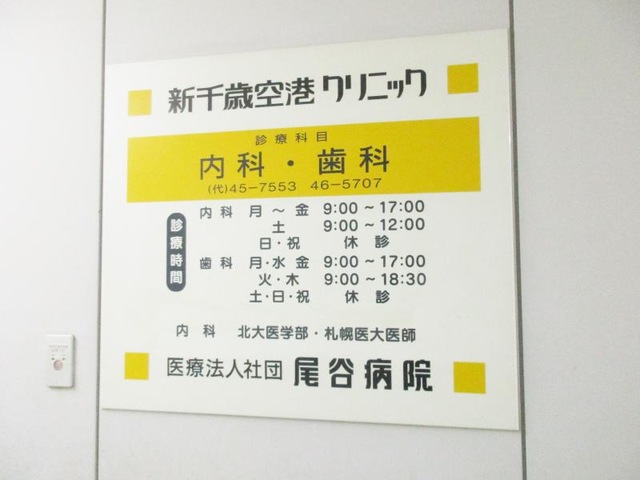 新千歳空港クリニック
診療科目
内科・歯科
(代)45-7553 46-5707
診療時間
内科 月～金 9:00～17:00
土 9:00～12:00
日・祝 休診
歯科 月・水 金 9:00～17:00
火・木 9:00～18:30
土・日・祝 休診
内科 北大医学部・札幌医大医師
医療法人社団 尾谷病院